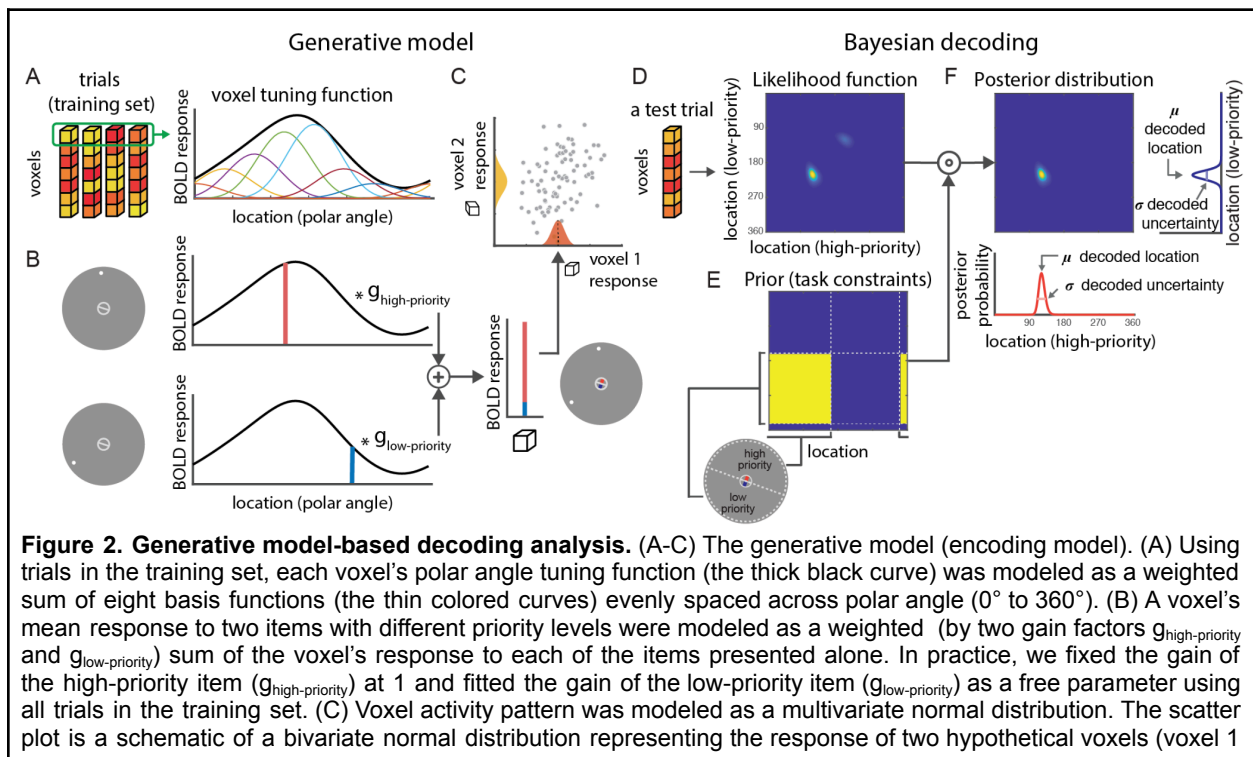 Generative model
Bayesian decoding
A
trials
(training set)
voxels
voxel tuning function
BOLD response
location (polar angle)
B
BOLD response
* g high-priority
BOLD response
* g low-priority
location (polar angle)
+
BOLD response
C
voxel 2
response
voxel 1
response
D
a test trial
voxels
Likelihood function
location (low-priority)
90
180
270
360
location (high-priority)
E
Prior (task constraints)
location
high
priority
low
priority
F
Posterior distribution
μ
decoded
location
σ decoded
uncertainty
location (low-priority)
posterior
probability
μ decoded location
σ decoded uncertainty
90 180 270 360
location (high-priority)
Figure 2. Generative model-based decoding analysis. (A-C) The generative model (encoding model). (A) Using
trials in the training set, each voxel's polar angle tuning function (the thick black curve) was modeled as a weighted
sum of eight basis functions (the thin colored curves) evenly spaced across polar angle (0° to 360°). (B) A voxel's
mean response to two items with different priority levels were modeled as a weighted (by two gain factors g high-priority
and g low-priority) sum of the voxel's response to each of the items presented alone. In practice, we fixed the gain of
the high-priority item (g high-priority) at 1 and fitted the gain of the low-priority item (g low-priority) as a free parameter using
all trials in the training set. (C) Voxel activity pattern was modeled as a multivariate normal distribution. The scatter
plot is a schematic of a bivariate normal distribution representing the response of two hypothetical voxels (voxel 1